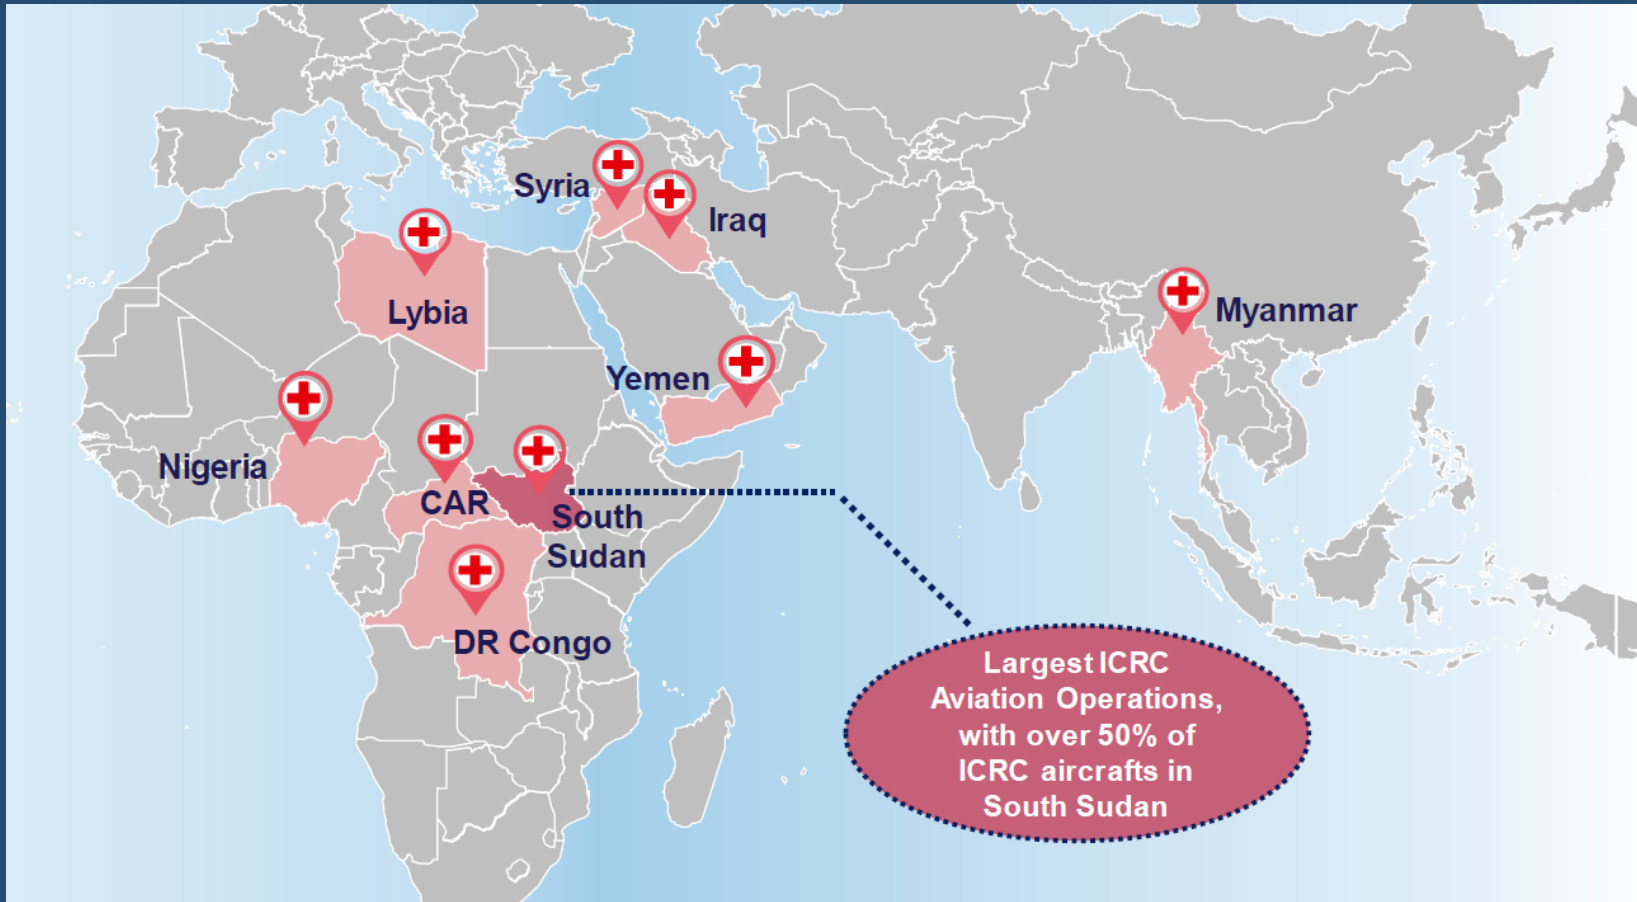 Syria
Iraq
Lybia
Myanmar
Yemen
Nigeria
CAR
South
Sudan
DR Congo
Largest ICRC
Aviation Operations,
with over 50% of
ICRC aircrafts in
South Sudan